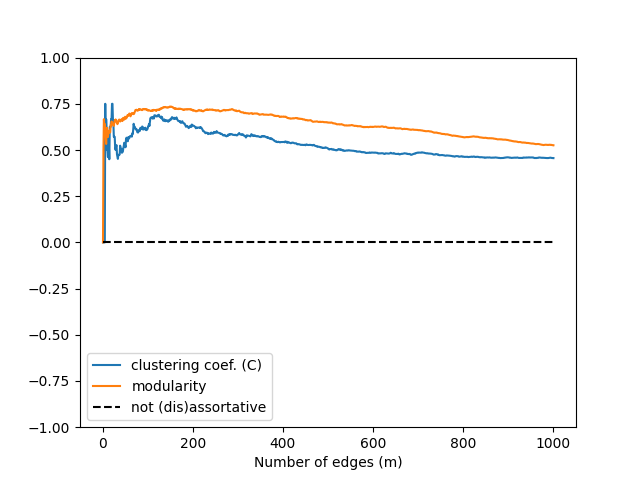 1.00
0.75
0.50
0.25
0.00
−0.25
−0.50
−0.75
−1.00
clustering coef. (C)
modularity
not (dis)assortative
0 200 400 600 800 1000
Number of edges (m)